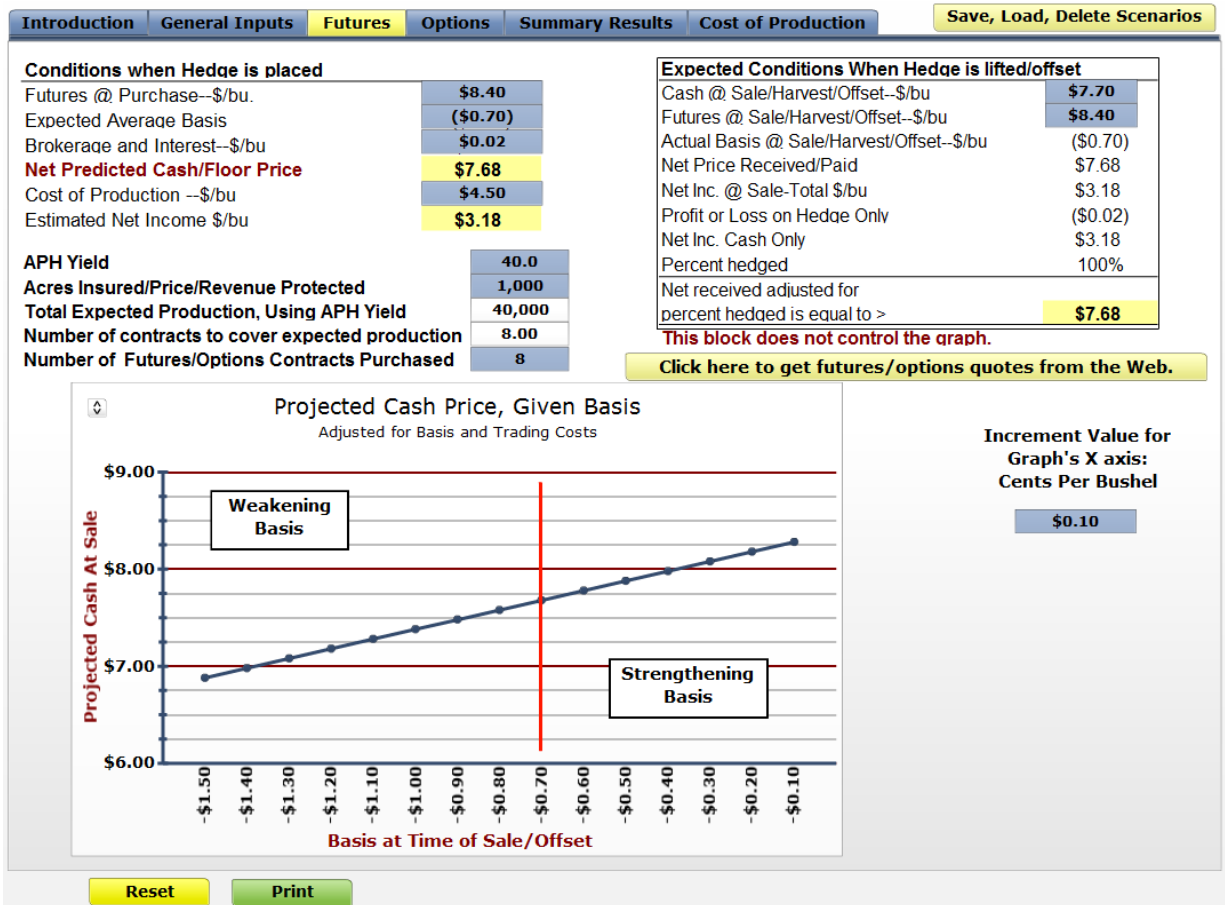 Introduction General Inputs Futures Options Summary Results Cost of Production Save, Load, Delete Scenarios
Conditions when Hedge is placed
Futures @ Purchase--$/bu. $8.40
Expected Average Basis ($0.70)
Brokerage and Interest--$/bu $0.02
Net Predicted Cash/Floor Price $7.68
Cost of Production --$/bu $4.50
Estimated Net Income $/bu $3.18
APH Yield 40.0
Acres Insured/Price/Revenue Protected 1,000
Total Expected Production, Using APH Yield 40,000
Number of contracts to cover expected production 8.00
Number of Futures/Options Contracts Purchased 8
Expected Conditions When Hedge is lifted/offset
Cash @ Sale/Harvest/Offset--$/bu $7.70
Futures @ Sale/Harvest/Offset--$/bu $8.40
Actual Basis @ Sale/Harvest/Offset--$/bu ($0.70)
Net Price Received/Paid $7.68
Net Inc. @ Sale-Total $/bu $3.18
Profit or Loss on Hedge Only ($0.02)
Net Inc. Cash Only $3.18
Percent hedged 100%
Net received adjusted for
percent hedged is equal to > $7.68
This block does not control the graph.
Click here to get futures/options quotes from the Web.
Projected Cash Price, Given Basis
Adjusted for Basis and Trading Costs
Projected Cash At Sale
$9.00
$8.00
$7.00
$6.00
Weakening
Basis
Strengthening
Basis
-$1.50 -$1.40 -$1.30 -$1.20 -$1.10 -$1.00 -$0.90 -$0.80 -$0.70 -$0.60 -$0.50 -$0.40 -$0.30 -$0.20 -$0.10
Basis at Time of Sale/Offset
Increment Value for
Graph's X axis:
Cents Per Bushel
$0.10
Reset Print